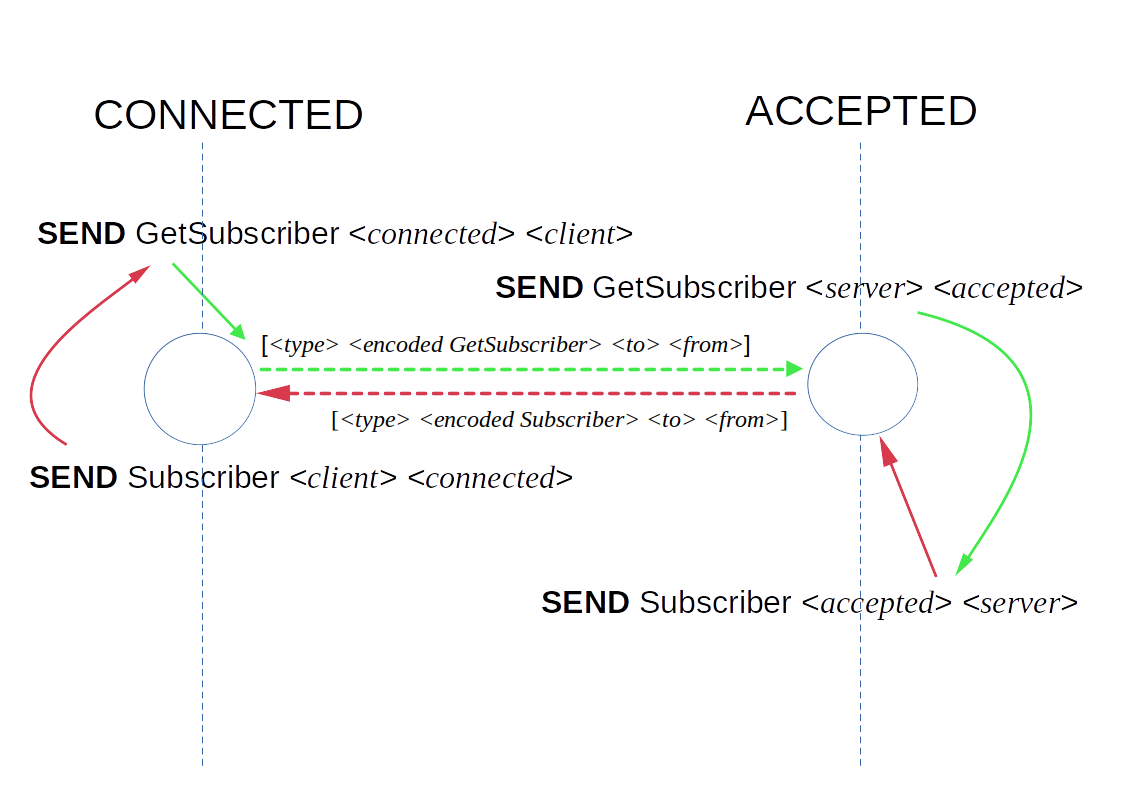 CONNECTED
ACCEPTED
SEND GetSubscriber <connected> <client>
SEND GetSubscriber <server> <accepted>
[<type> <encoded GetSubscriber> <to> <from>]
[<type> <encoded Subscriber> <to> <from>]
SEND Subscriber <client> <connected>
SEND Subscriber <accepted> <server>